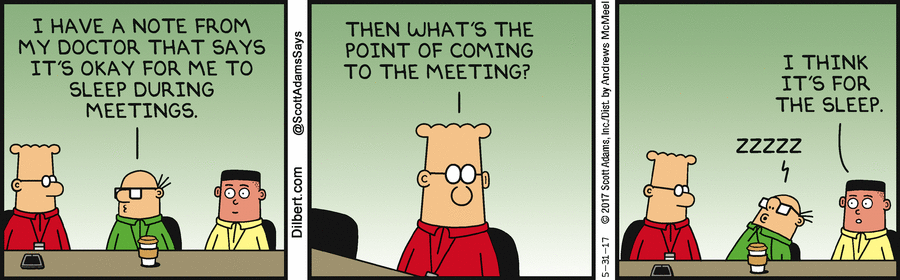 I HAVE A NOTE FROM
MY DOCTOR THAT SAYS
IT'S OKAY FOR ME TO
SLEEP DURING
MEETINGS.
Dilbert.com @ScottAdamsSays
THEN WHAT'S THE
POINT OF COMING
TO THE MEETING?
5-31-17 © 2017 Scott Adams, Inc./Dist. by Andrews McMeel
ZZZZZ
I THINK
IT'S FOR
THE SLEEP.